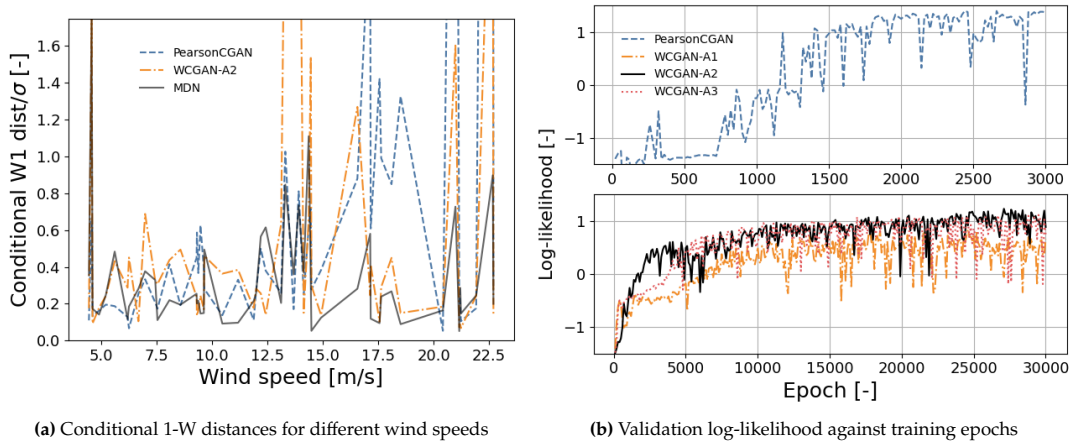 Conditional W1 dist/σ [-]
1.6
1.4
1.2
1.0
0.8
0.6
0.4
0.2
0.0
PearsonCGAN
WCGAN-A2
MDN
5.0 7.5 10.0 12.5 15.0 17.5 20.0 22.5
Wind speed [m/s]
(a) Conditional 1-W distances for different wind speeds
Log-likelihood [-]
1
0
−1
PearsonCGAN
WCGAN-A1
WCGAN-A2
WCGAN-A3
0 500 1000 1500 2000 2500 3000
1
0
−1
0 5000 10000 15000 20000 25000 30000
Epoch [-]
(b) Validation log-likelihood against training epochs